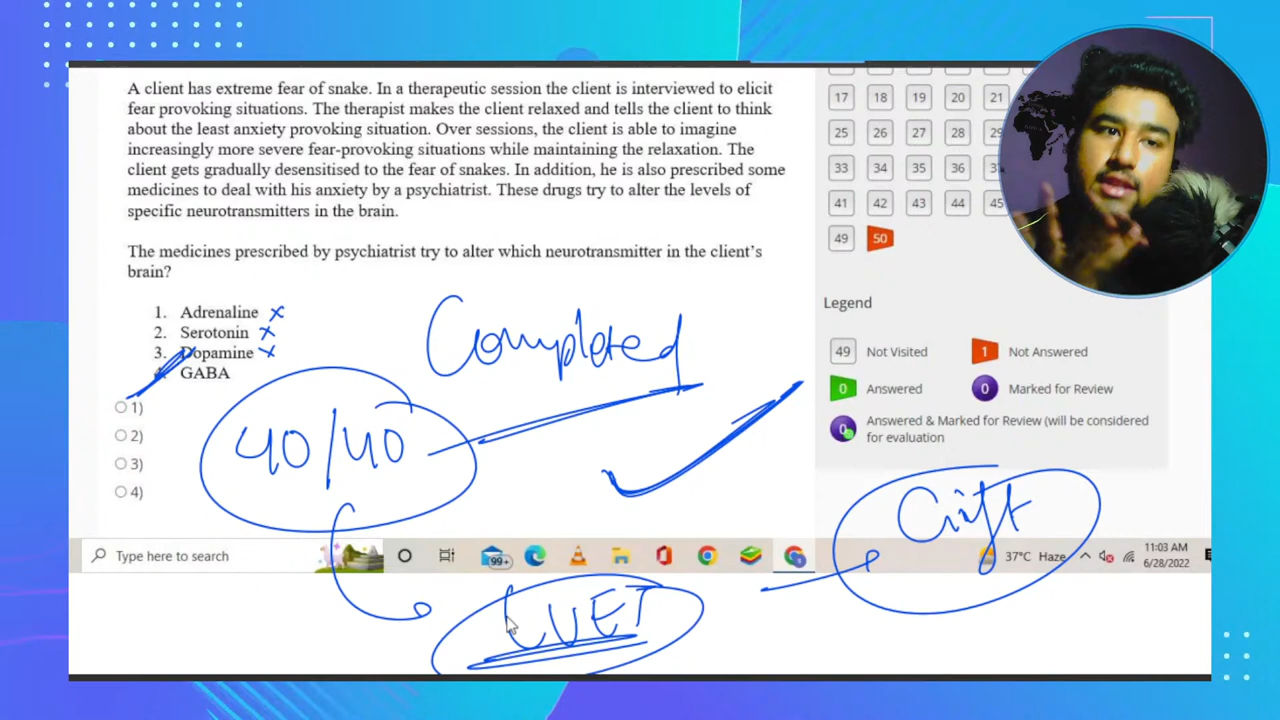 A client has extreme fear of snake. In a therapeutic session the client is interviewed to elicit
fear provoking situations. The therapist makes the client relaxed and tells the client to think
about the least anxiety provoking situation. Over sessions, the client is able to imagine
increasingly more severe fear-provoking situations while maintaining the relaxation. The
client gets gradually desensitised to the fear of snakes. In addition, he is also prescribed some
medicines to deal with his anxiety by a psychiatrist. These drugs try to alter the levels of
specific neurotransmitters in the brain.
The medicines prescribed by psychiatrist try to alter which neurotransmitter in the client's
brain?
1. Adrenaline x
2. Serotonin x
3. Dopamine x
GABA
1)
2)
3)
4)
Completed
40/40
CUET
17 18 19 20 21
25 26 27 28 29
33 34 35 36
41 42 43 44 45
49 50
Legend
49 Not Visited
1 Not Answered
0 Answered
0 Marked for Review
0 Answered & Marked for Review (will be considered
for evaluation
Type here to search
99+
37°C Haze
11:03 AM
6/28/2022